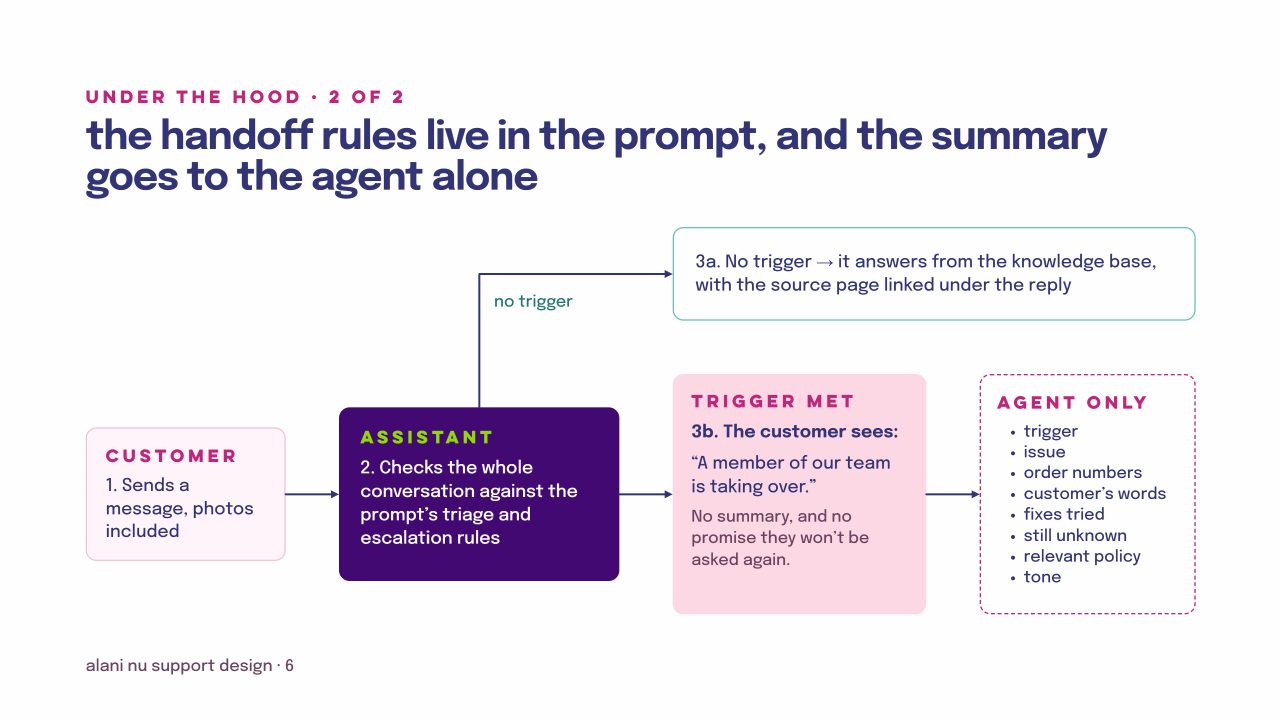 UNDER THE HOOD · 2 OF 2
the handoff rules live in the prompt, and the summary
goes to the agent alone
3a. No trigger → it answers from the knowledge base,
with the source page linked under the reply
no trigger
CUSTOMER
1. Sends a
message, photos
included
ASSISTANT
2. Checks the whole
conversation against the
prompt’s triage and
escalation rules
TRIGGER MET
3b. The customer sees:
“A member of our team
is taking over.”
No summary, and no
promise they won’t be
asked again.
AGENT ONLY
• trigger
• issue
• order numbers
• customer’s words
• fixes tried
• still unknown
• relevant policy
• tone
alani nu support design · 6